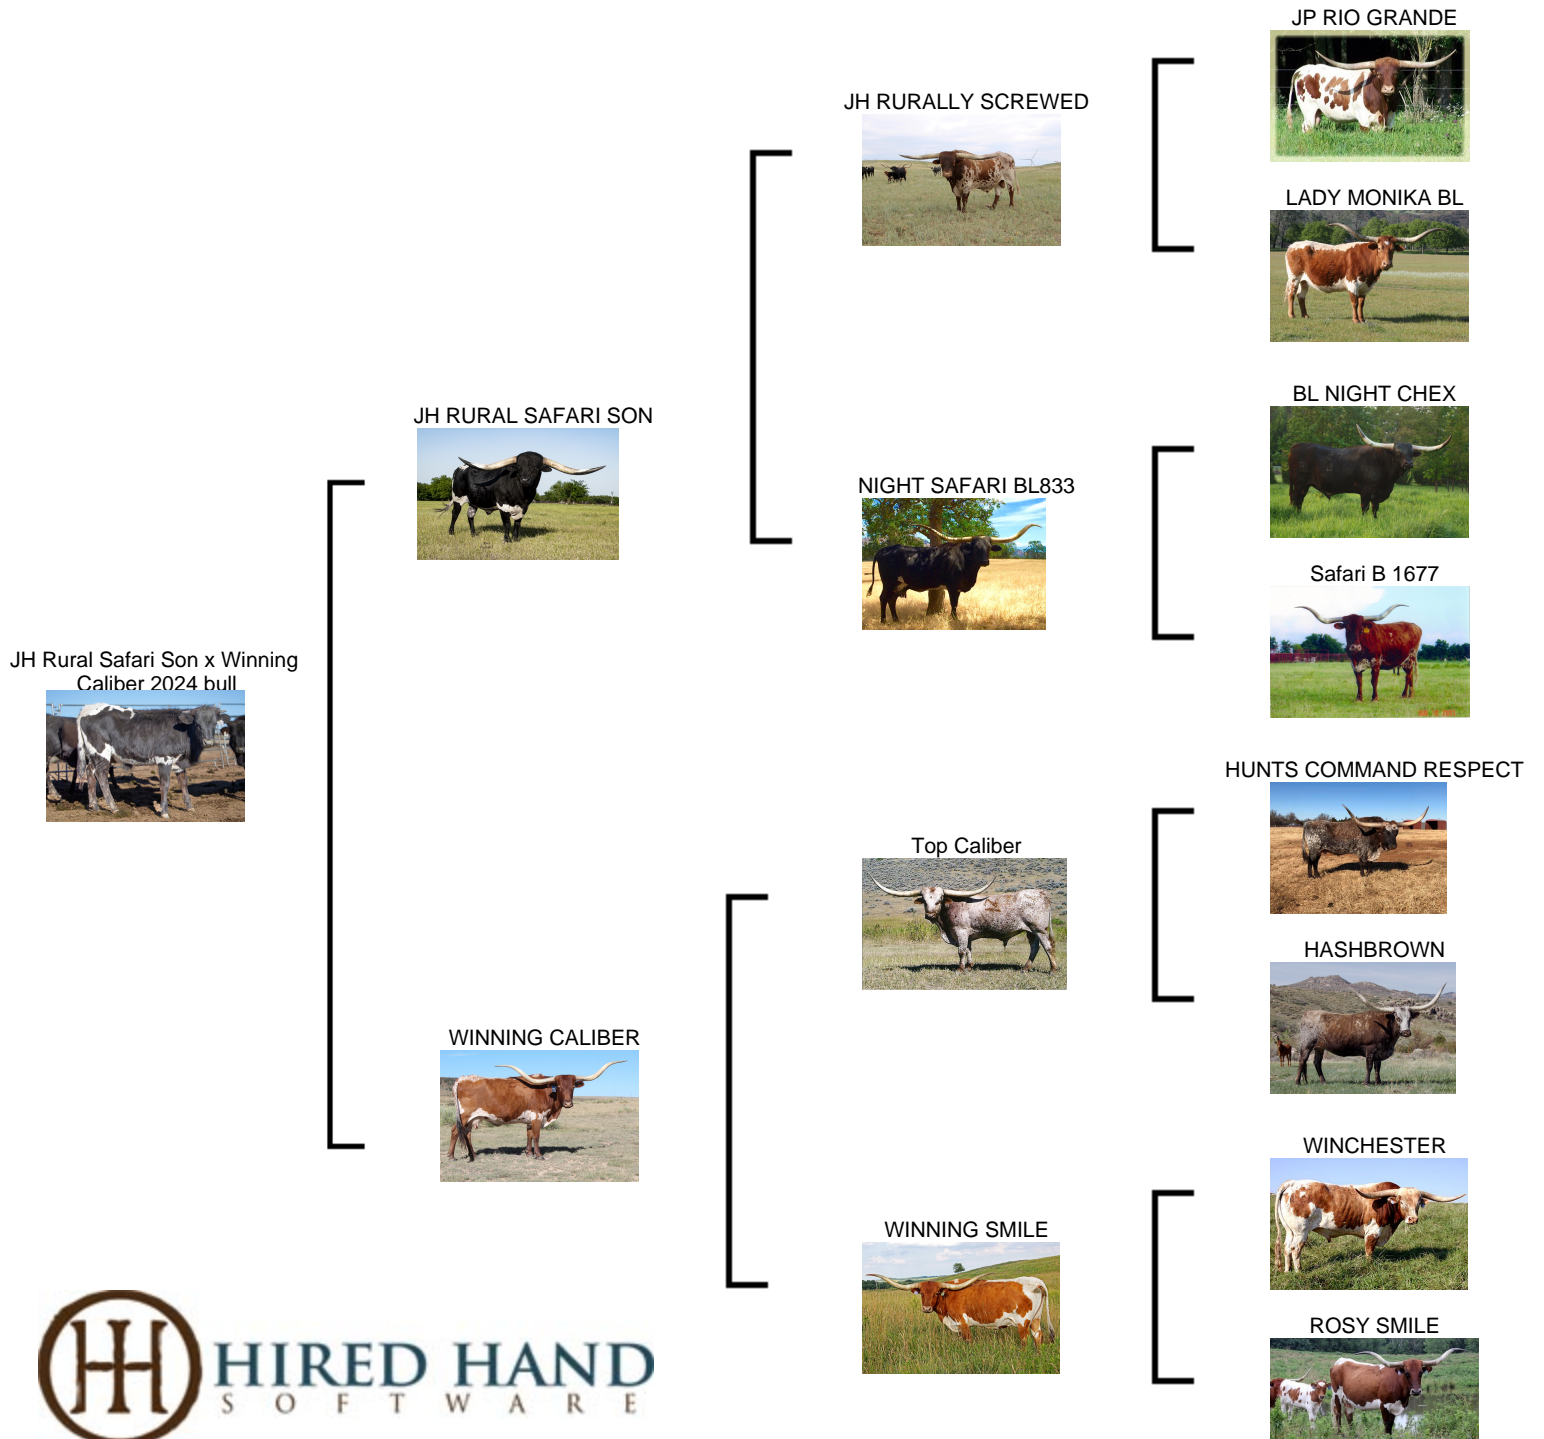 JP RIO GRANDE
JH RURALLY SCREWED
LADY MONIKA BL
BL NIGHT CHEX
JH RURAL SAFARI SON
NIGHT SAFARI BL833
Safari B 1677
JH Rural Safari Son x Winning
Caliber 2024 bull
HUNTS COMMAND RESPECT
Top Caliber
HASHBROWN
WINNING CALIBER
WINCHESTER
WINNING SMILE
ROSY SMILE
HIRED HAND
SOFTWARE